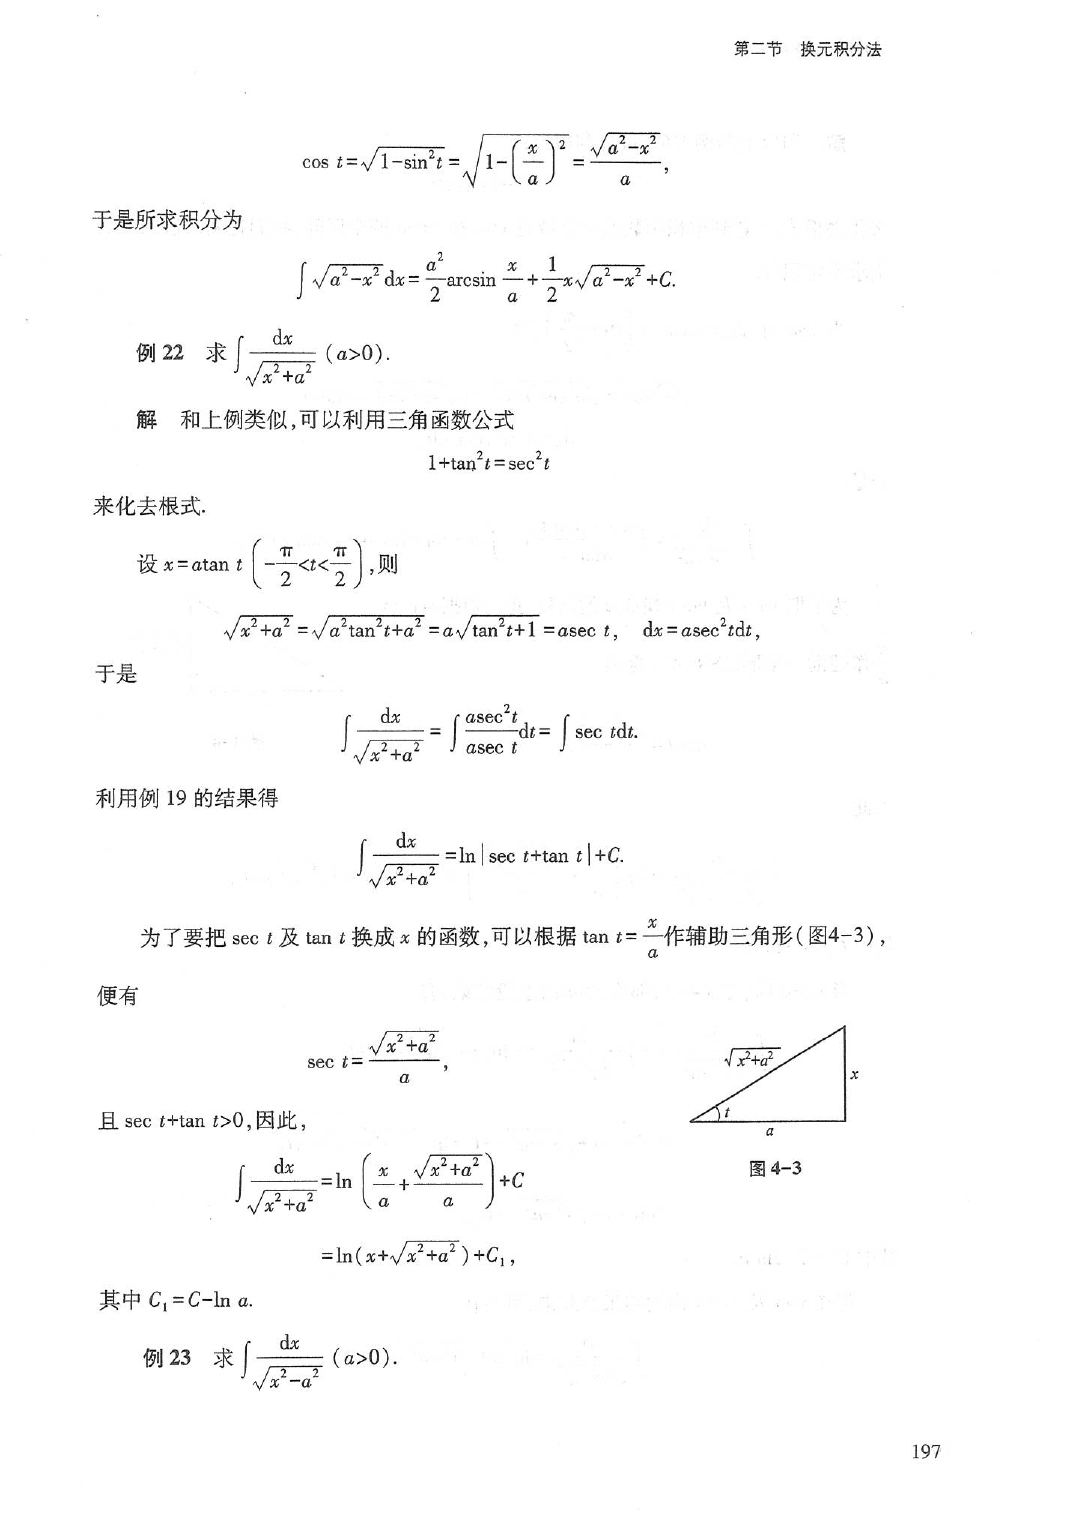 第二节 换元积分法
cos t=√(1-sin²t)=√(1-(x/a)²)=√(a²-x²)/a,
于是所求积分为
∫√(a²-x²)dx=a²/2 arcsin x/a+1/2 x√(a²-x²)+C.
例 22 求∫dx/√(x²+a²) (a>0).
解 和上例类似,可以利用三角函数公式
1+tan²t=sec²t
来化去根式.
设 x=atan t(-π/2<t<π/2),则
√(x²+a²)=√(a²tan²t+a²)=a√(tan²t+1)=asec t, dx=asec²tdt,
于是
∫dx/√(x²+a²)=∫asec²t/asec t dt=∫sec tdt.
利用例 19 的结果得
∫dx/√(x²+a²)=ln|sec t+tan t|+C.
为了要把 sec t 及 tan t 换成 x 的函数,可以根据 tan t=x/a作辅助三角形(图4-3),
便有
sec t=√(x²+a²)/a,
√(x²+a²)
x
t
a
图 4-3
且 sec t+tan t>0,因此,
∫dx/√(x²+a²)=ln(x/a+√(x²+a²)/a)+C
=ln(x+√(x²+a²))+C₁,
其中 C₁=C-ln a.
例 23 求∫dx/√(x²-a²) (a>0).
197